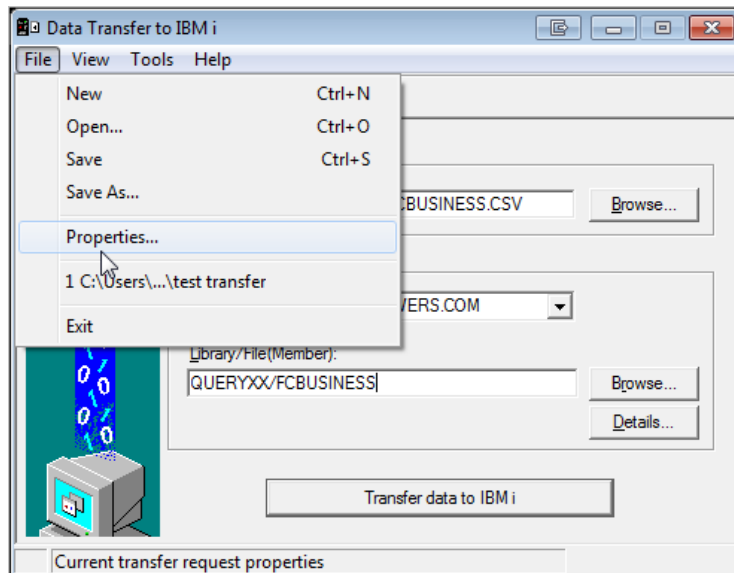 Data Transfer to IBM i
File View Tools Help
New Ctrl+N
Open... Ctrl+O
Save Ctrl+S
Save As...
CBUSINESS.CSV Browse...
Properties...
1 C:\Users\...\test transfer
WERS.COM
Exit
Library/File(Member):
QUERYXX/FCBUSINESS Browse...
Details...
Transfer data to IBM i
Current transfer request properties